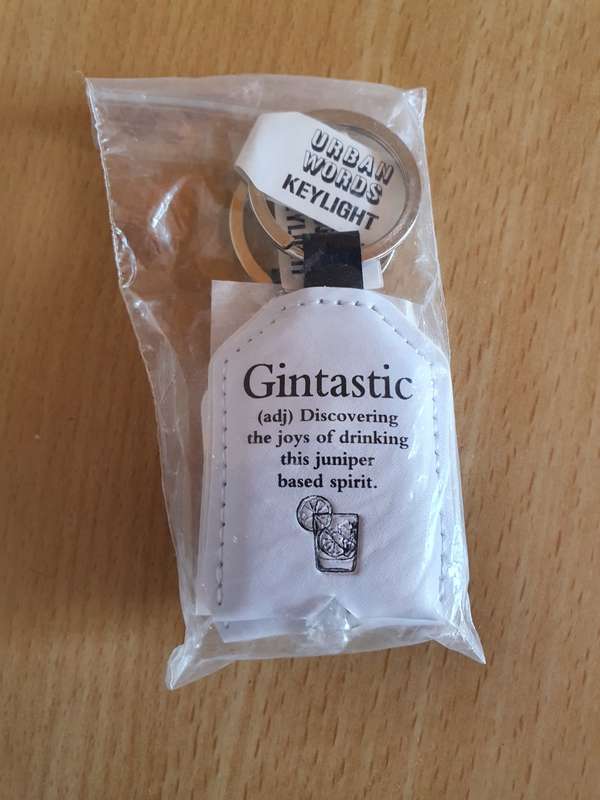 URBAN
WORDS
KEYLIGHT
Gintastic
(adj) Discovering
the joys of drinking
this juniper
based spirit.